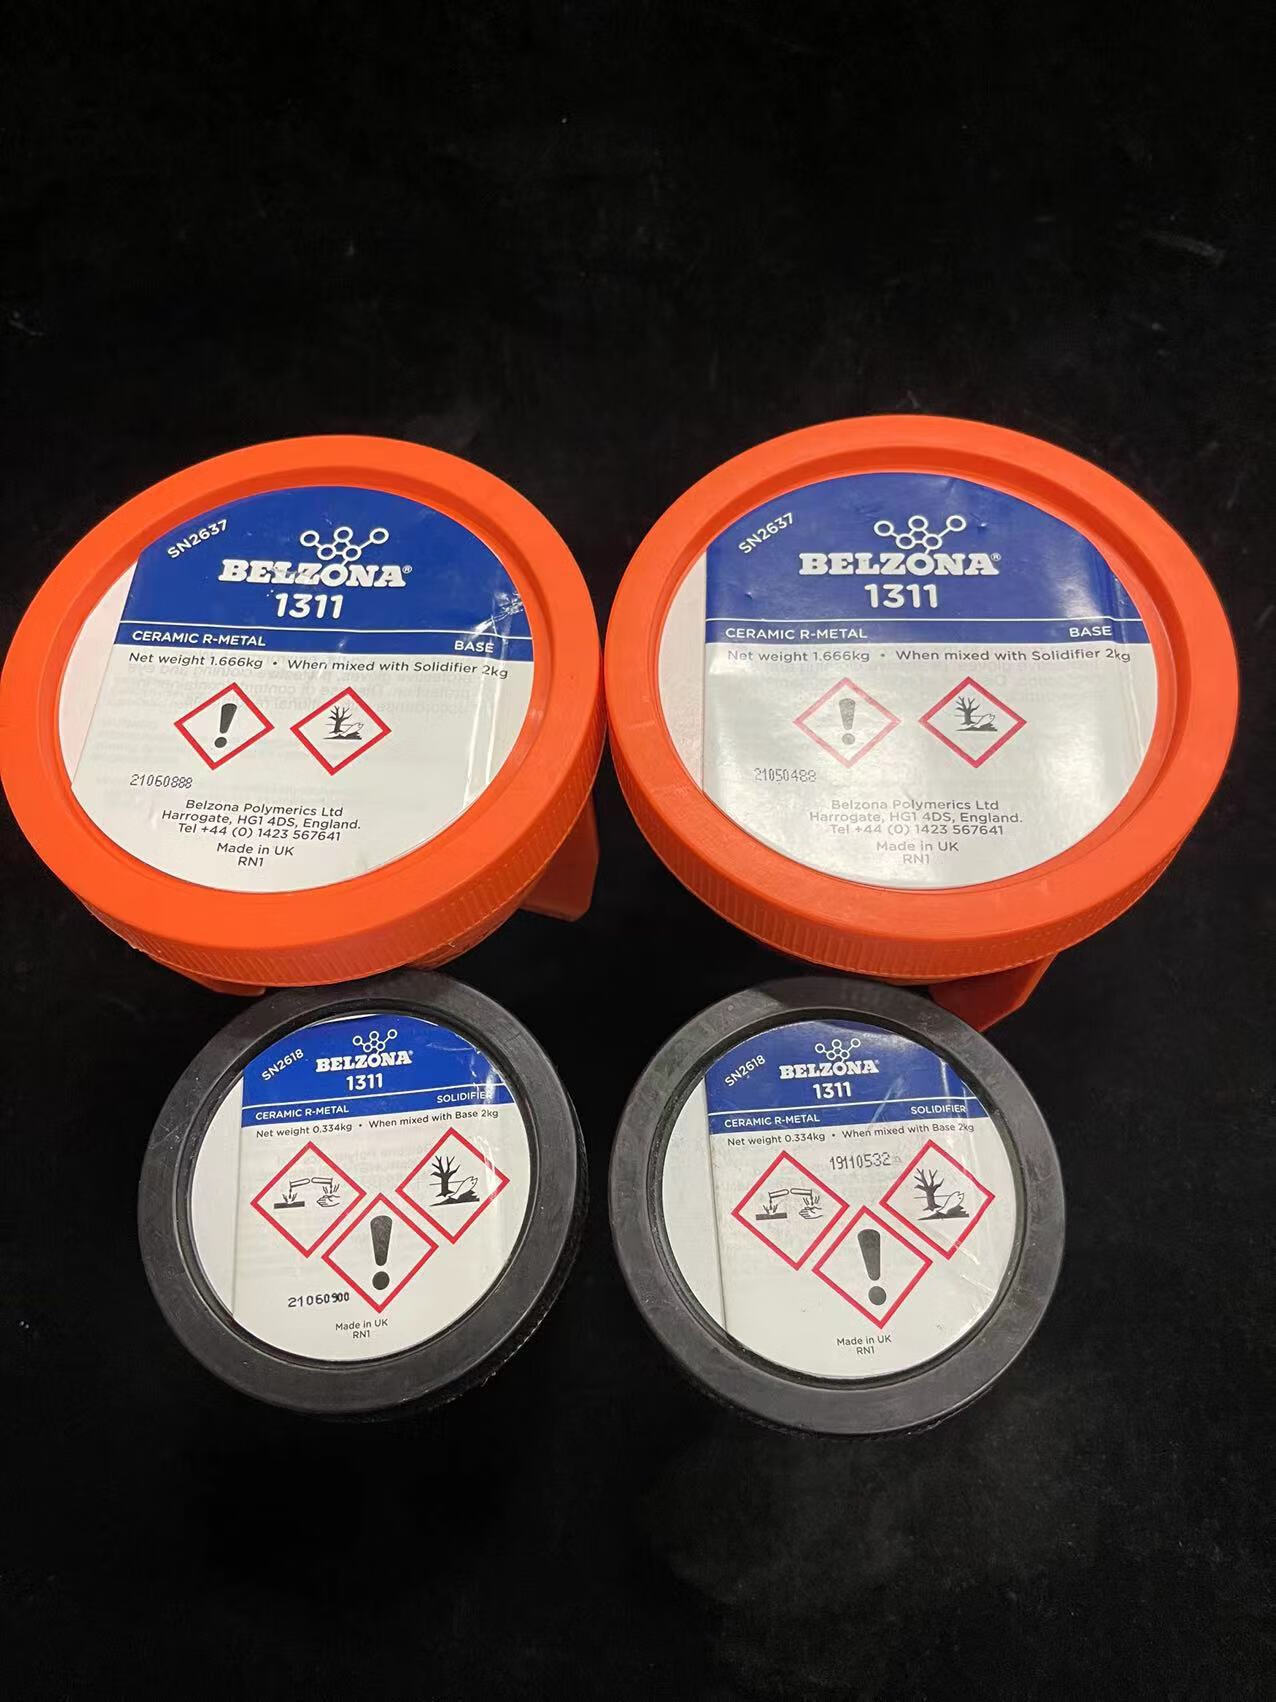 SN2637
BELZONA®
1311
CERAMIC R-METAL BASE
Net weight 1.666kg • When mixed with Solidifier 2kg
21060888
Belzona Polymerics Ltd
Harrogate, HG1 4DS, England.
Tel +44 (0) 1423 567641
Made in UK
RN1
SN2637
BELZONA®
1311
CERAMIC R-METAL BASE
Net weight 1.666kg • When mixed with Solidifier 2kg
21050488
Belzona Polymerics Ltd
Harrogate, HG1 4DS, England.
Tel +44 (0) 1423 567641
Made in UK
RN1
SN2618
BELZONA®
1311
CERAMIC R-METAL SOLIDIFIER
Net weight 0.334kg • When mixed with Base 2kg
21060900
Made in UK
RN1
SN2618
BELZONA®
1311
CERAMIC R-METAL SOLIDIFIER
Net weight 0.334kg • When mixed with Base 2kg
19110532
Made in UK
RN1